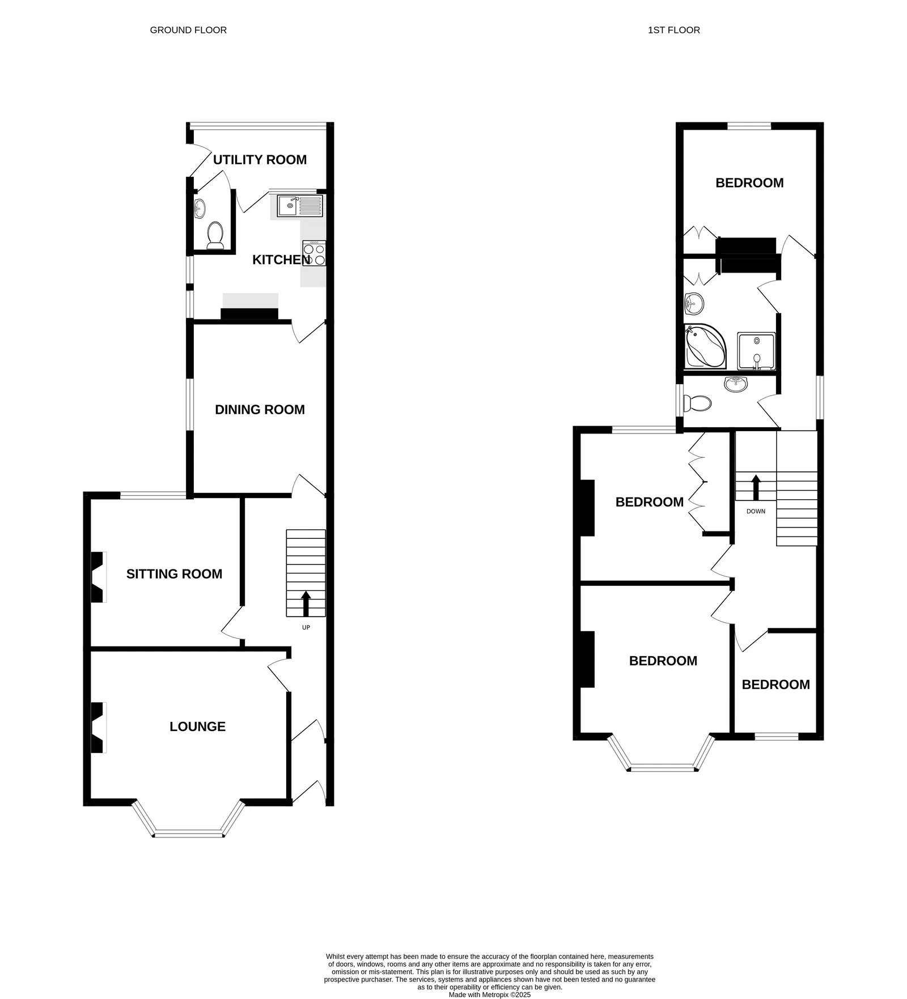 GROUND FLOOR
1ST FLOOR
UTILITY ROOM
KITCHEN
DINING ROOM
SITTING ROOM
UP
LOUNGE
BEDROOM
BEDROOM
DOWN
BEDROOM
BEDROOM
Whilst every attempt has been made to ensure the accuracy of the floorplan contained here, measurements
of doors, windows, rooms and any other items are approximate and no responsibility is taken for any error,
omission or mis-statement. This plan is for illustrative purposes only and should be used as such by any
prospective purchaser. The services, systems and appliances shown have not been tested and no guarantee
as to their operability or efficiency can be given.
Made with Metropix ©2025